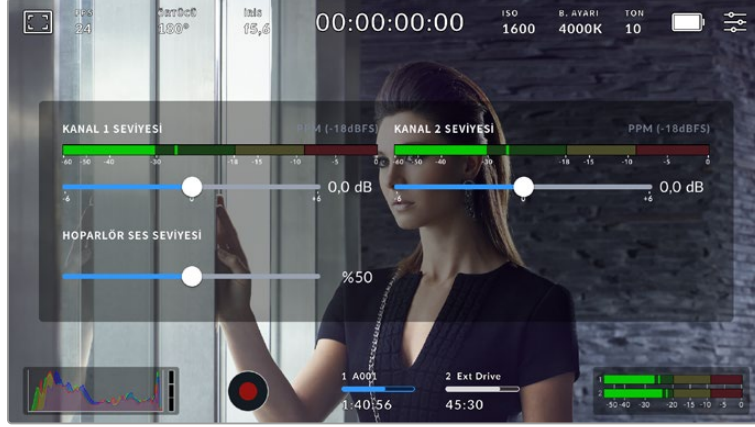 FPS ÖRTÜCÜ İRİS 00:00:00:00 ISO B. AYARI TON
24 180° f5,6 1600 4000K 10
KANAL 1 SEVİYESİ PPM (-18dBFS) KANAL 2 SEVİYESİ PPM (-18dBFS)
-60 -50 -40 -30 -18 -15 -10 -5 0 -60 -50 -40 -30 -18 -15 -10 -5 0
0,0 dB 0,0 dB
-6 0 +6 -6 0 +6
HOPARLÖR SES SEVİYESİ
%50
1 A001 2 Ext Drive
1:40:56 45:30
1
2
-50 -40 -30 -20 -10 -5 0